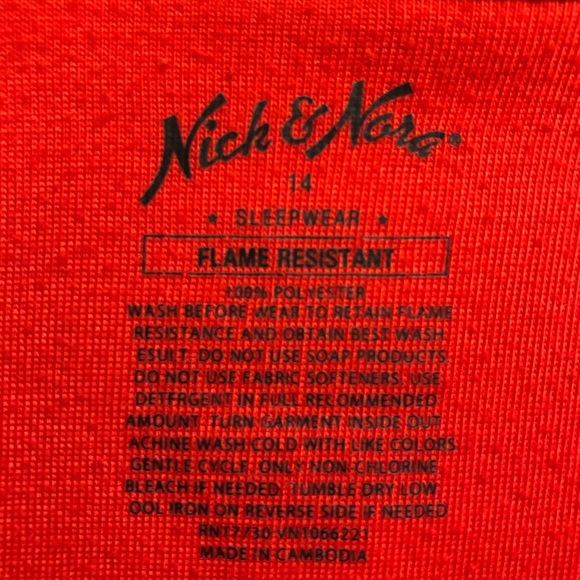 Nick & Nora
14
* SLEEPWEAR *
FLAME RESISTANT
100% POLYESTER
WASH BEFORE WEAR TO RETAIN FLAME
RESISTANCE AND OBTAIN BEST WASH
ESULT. DO NOT USE SOAP PRODUCTS
DO NOT USE FABRIC SOFTENERS. USE
DETERGENT IN FULL RECOMMENDED
AMOUNT. TURN GARMENT INSIDE OUT
ACHINE WASH COLD WITH LIKE COLORS
GENTLE CYCLE. ONLY NON-CHLORINE
BLEACH IF NEEDED. TUMBLE DRY LOW
OOL IRON ON REVERSE SIDE IF NEEDED
VN1066221
MADE IN CAMBODIA